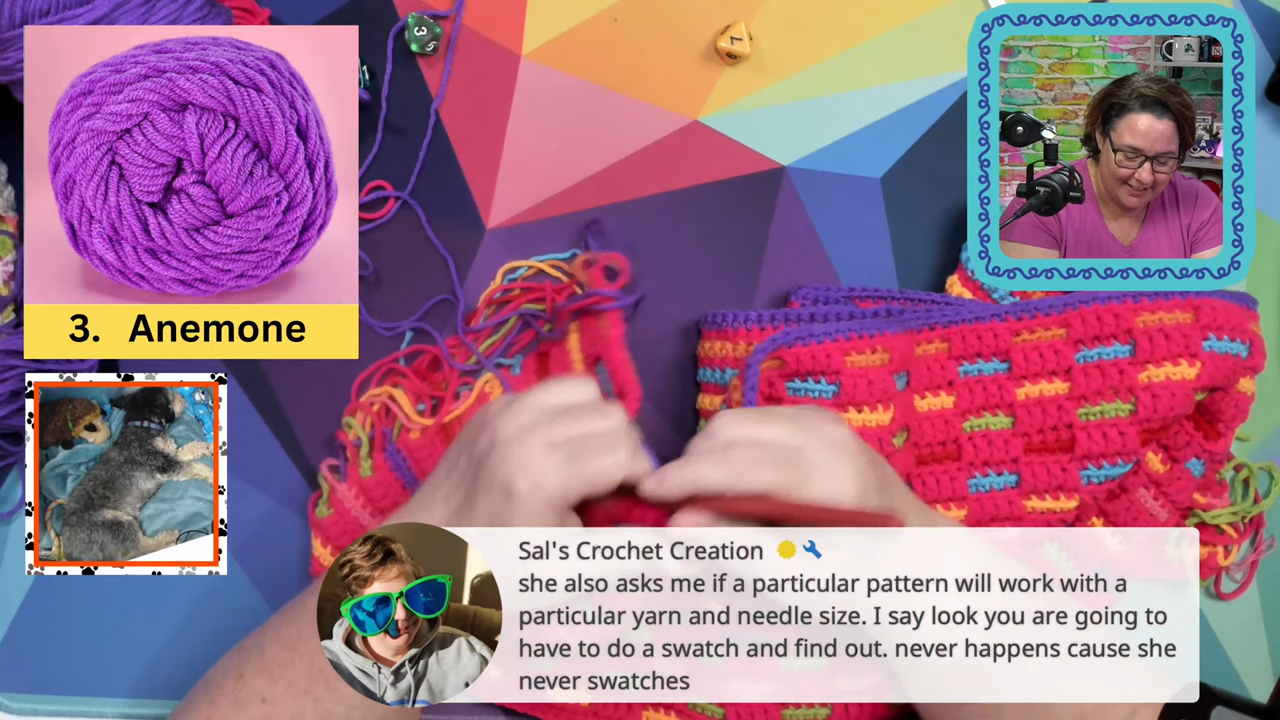 3. Anemone
Sal's Crochet Creation
she also asks me if a particular pattern will work with a
particular yarn and needle size. I say look you are going to
have to do a swatch and find out. never happens cause she
never swatches